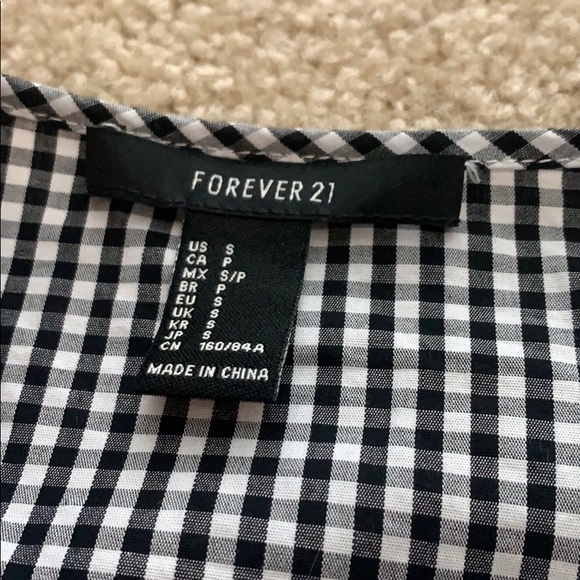 FOREVER 21
US S
CA P
MX S/P
BR P
EU S
UK S
KR S
JP S
CN 160/84A
MADE IN CHINA